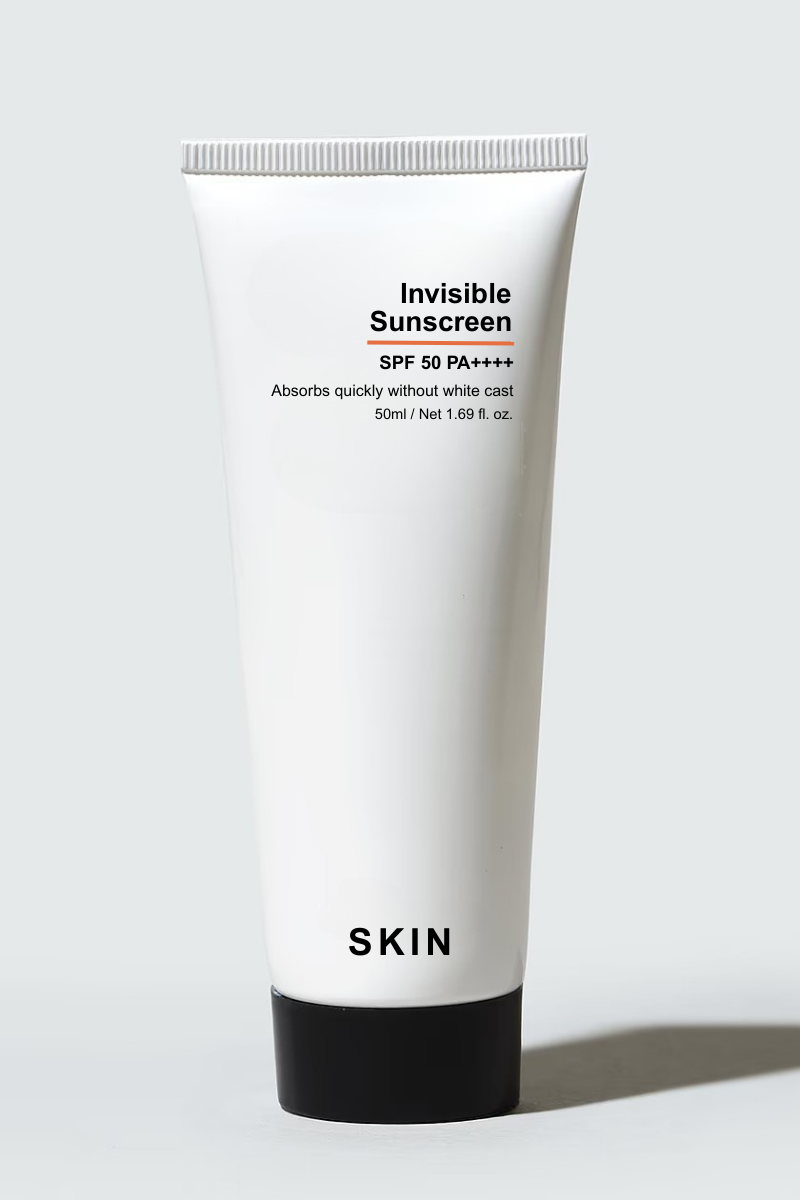 Invisible
Sunscreen
SPF 50 PA++++
Absorbs quickly without white cast
50ml / Net 1.69 fl. oz.
SKIN